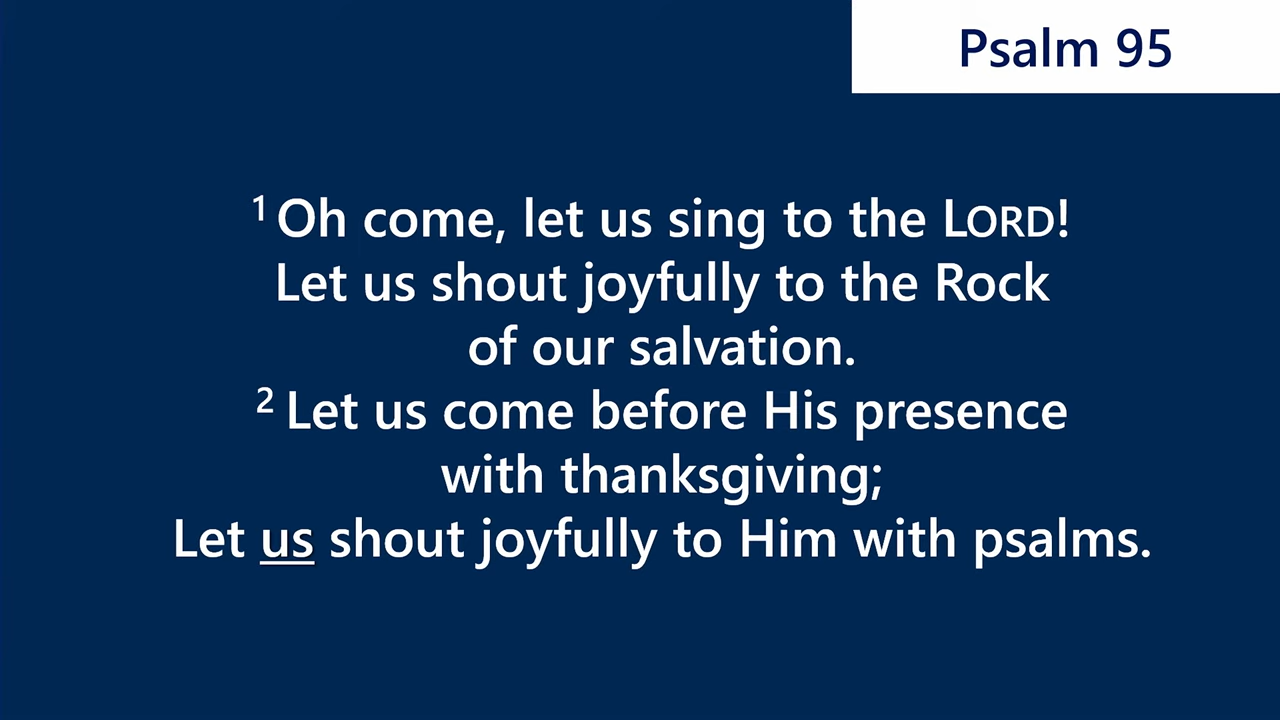 Psalm 95
1 Oh come, let us sing to the LORD!
Let us shout joyfully to the Rock
of our salvation.
2 Let us come before His presence
with thanksgiving;
Let us shout joyfully to Him with psalms.